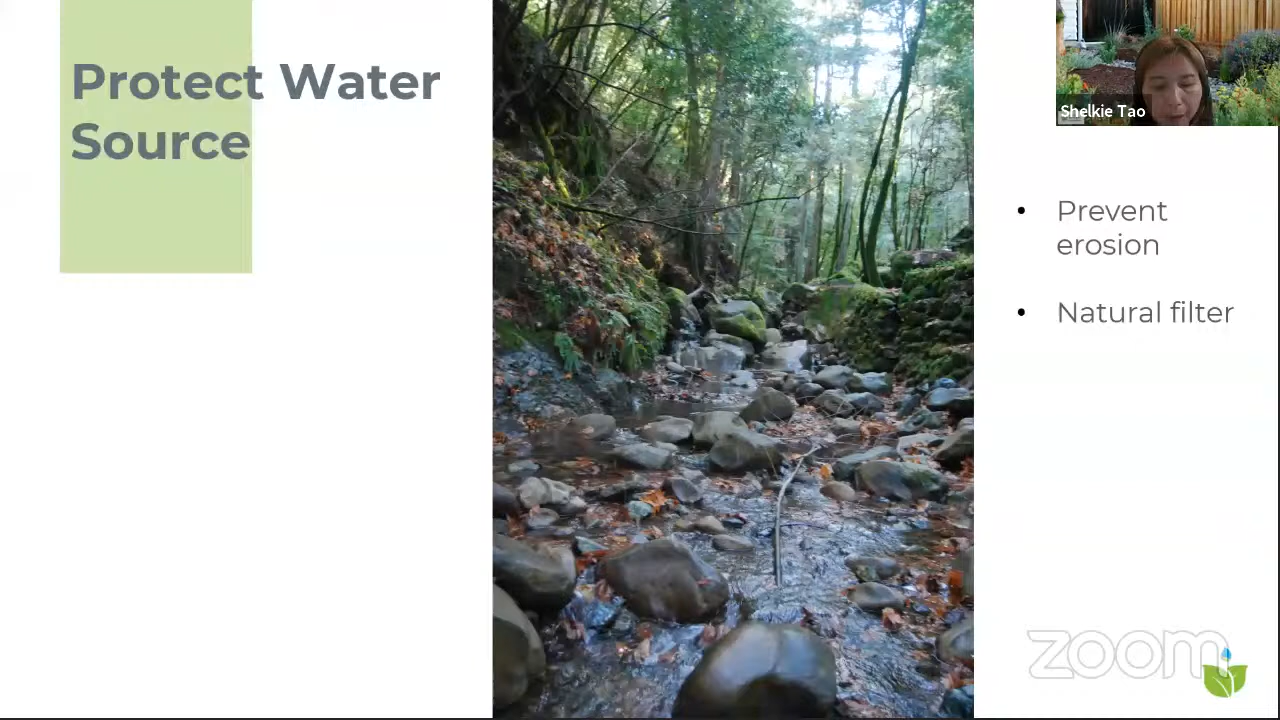 Protect Water
Source
Shelkie Tao
• Prevent
erosion
• Natural filter
zoom